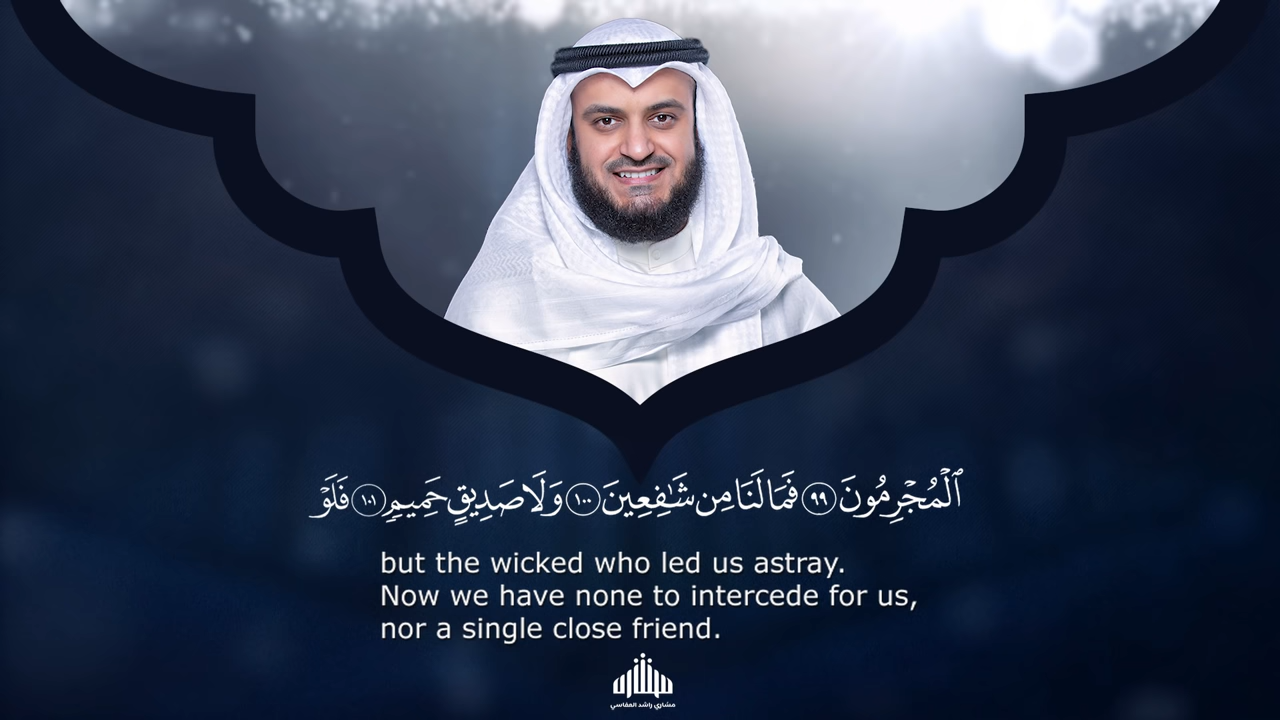 ٱلْمُجْرِمُونَ ٩٩ فَمَا لَنَا مِن شَٰفِعِينَ ١٠٠ وَلَا صَدِيقٍ حَمِيمٍ ١٠١ فَلَوْ
but the wicked who led us astray.
Now we have none to intercede for us,
nor a single close friend.
مشاري راشد العفاسي